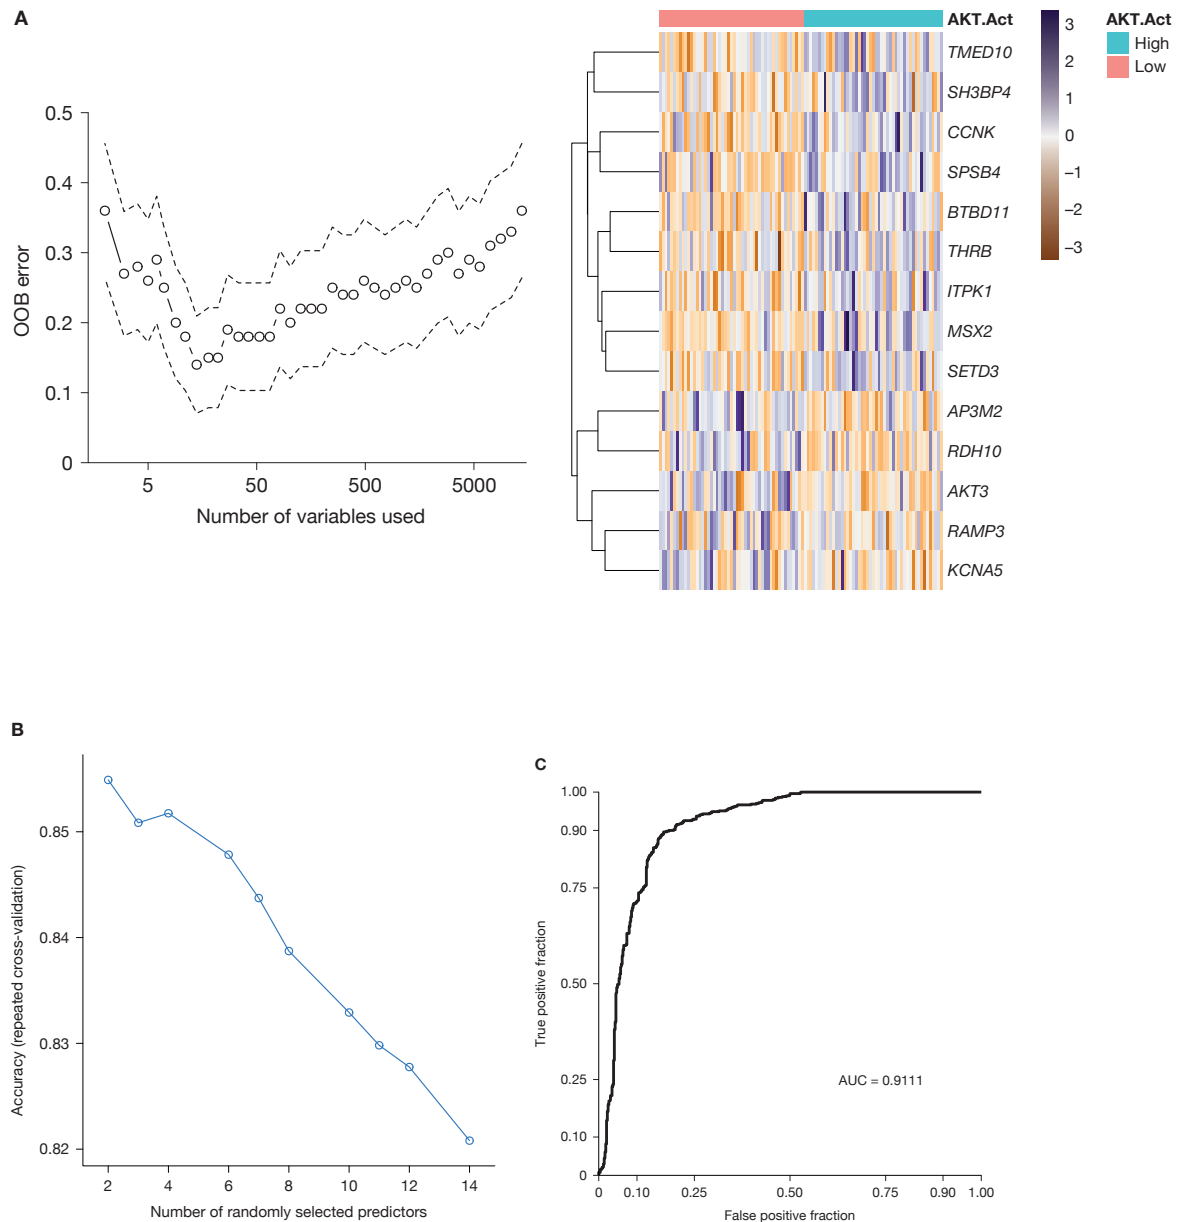 A
0.5
0.4
0.3
0.2
0.1
0
OOB error
5
50
500
5000
Number of variables used
AKT.Act
TMED10
SH3BP4
CCNK
SPSB4
BTBD11
THRB
ITPK1
MSX2
SETD3
AP3M2
RDH10
AKT3
RAMP3
KCNA5
3
2
1
0
−1
−2
−3
AKT.Act
High
Low
B
0.85
0.84
0.83
0.82
Accuracy (repeated cross-validation)
2
4
6
8
10
12
14
Number of randomly selected predictors
C
1.00
0.90
0.75
0.50
0.25
0.10
0
True positive fraction
AUC = 0.9111
0
0.10
0.25
0.50
0.75
0.90
1.00
False positive fraction